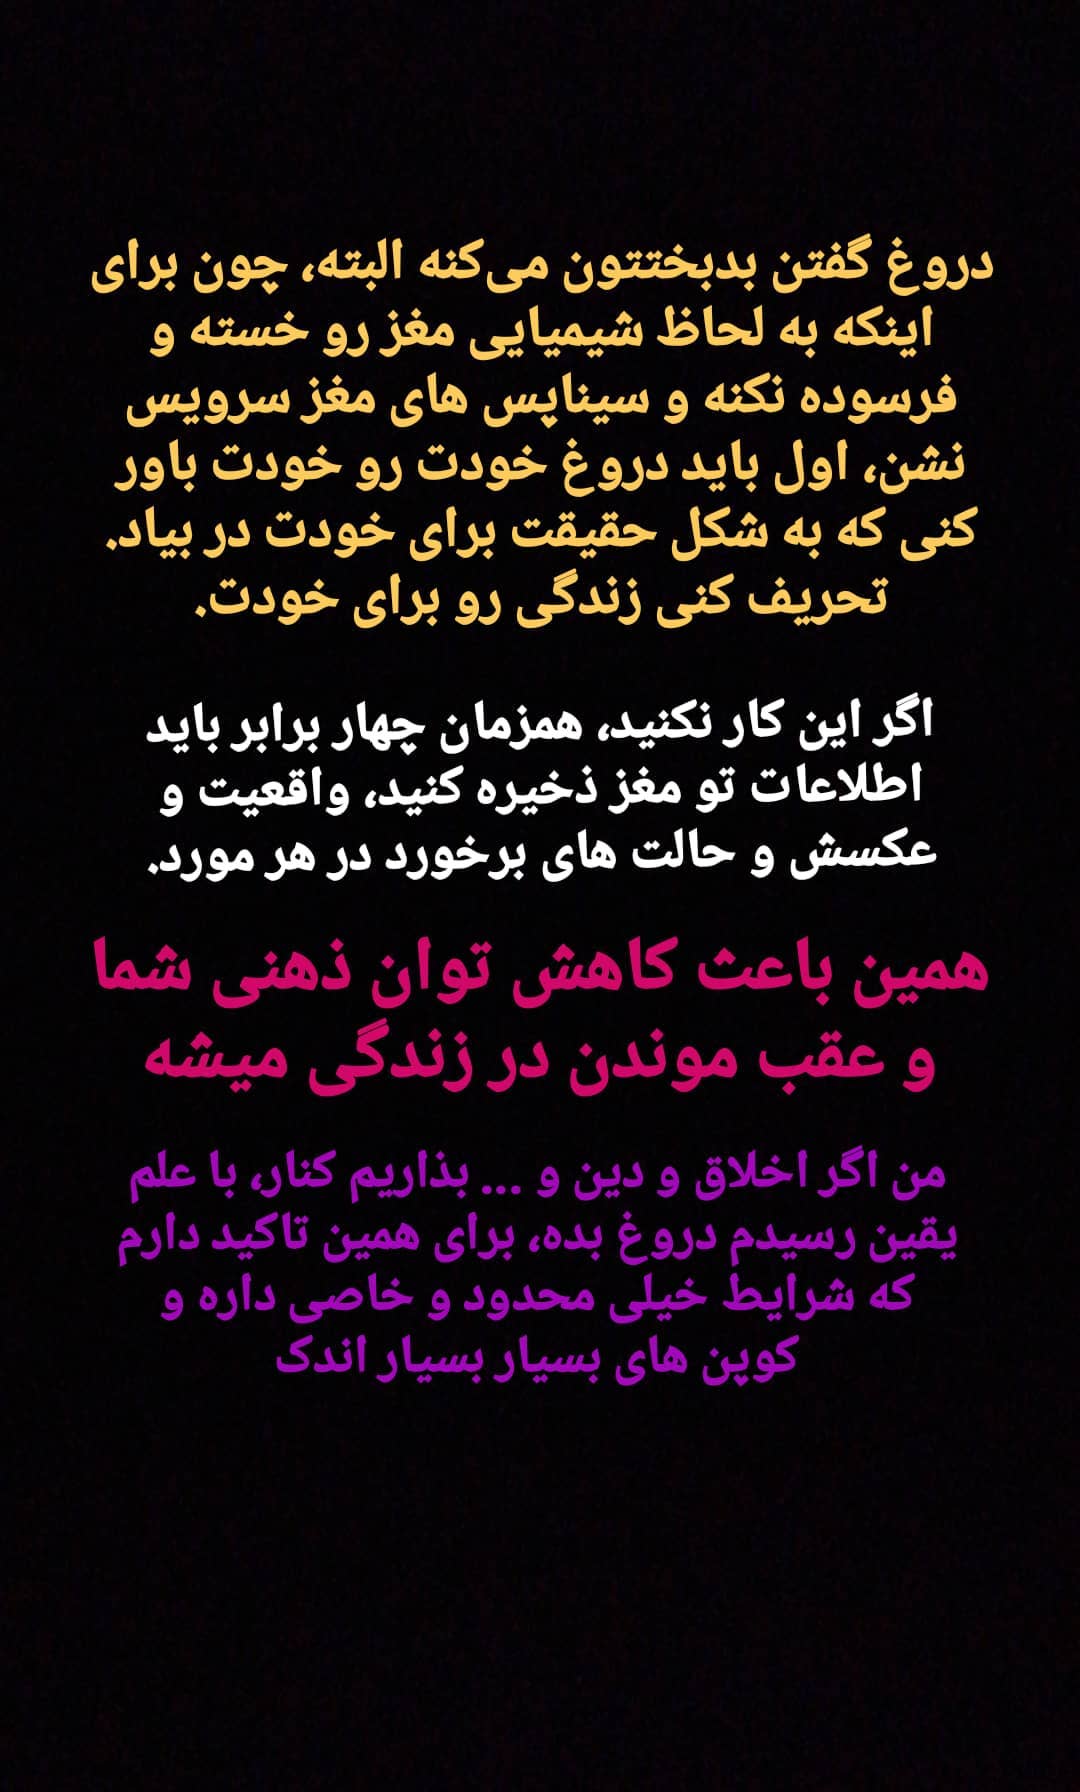 دروغ گفتن بدبختتون می‌کنه البته، چون برای
اینکه به لحاظ شیمیایی مغز رو خسته و
فرسوده نکنه و سیناپس های مغز سرویس
نشن، اول باید دروغ خودت رو خودت باور
کنی که به شکل حقیقت برای خودت در بیاد.
تحریف کنی زندگی رو برای خودت.
اگر این کار نکنید، همزمان چهار برابر باید
اطلاعات تو مغز ذخیره کنید، واقعیت و
عکسش و حالت های برخورد در هر مورد.
همین باعث کاهش توان ذهنی شما
و عقب موندن در زندگی میشه
من اگر اخلاق و دین و ... بذاریم کنار، با علم
یقین رسیدم دروغ بده، برای همین تاکید دارم
که شرایط خیلی محدود و خاصی داره و
کوپن های بسیار بسیار اندک